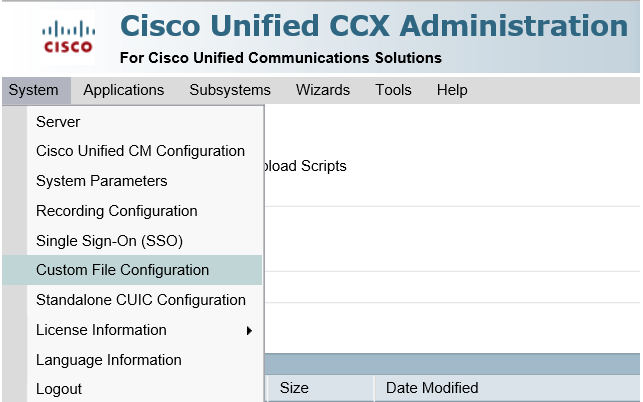 CISCO
Cisco Unified CCX Administration
For Cisco Unified Communications Solutions
System Applications Subsystems Wizards Tools Help
Server
Cisco Unified CM Configuration
System Parameters
Recording Configuration
Single Sign-On (SSO)
Custom File Configuration
Standalone CUIC Configuration
License Information
Language Information
Logout
Scripts
Size Date Modified